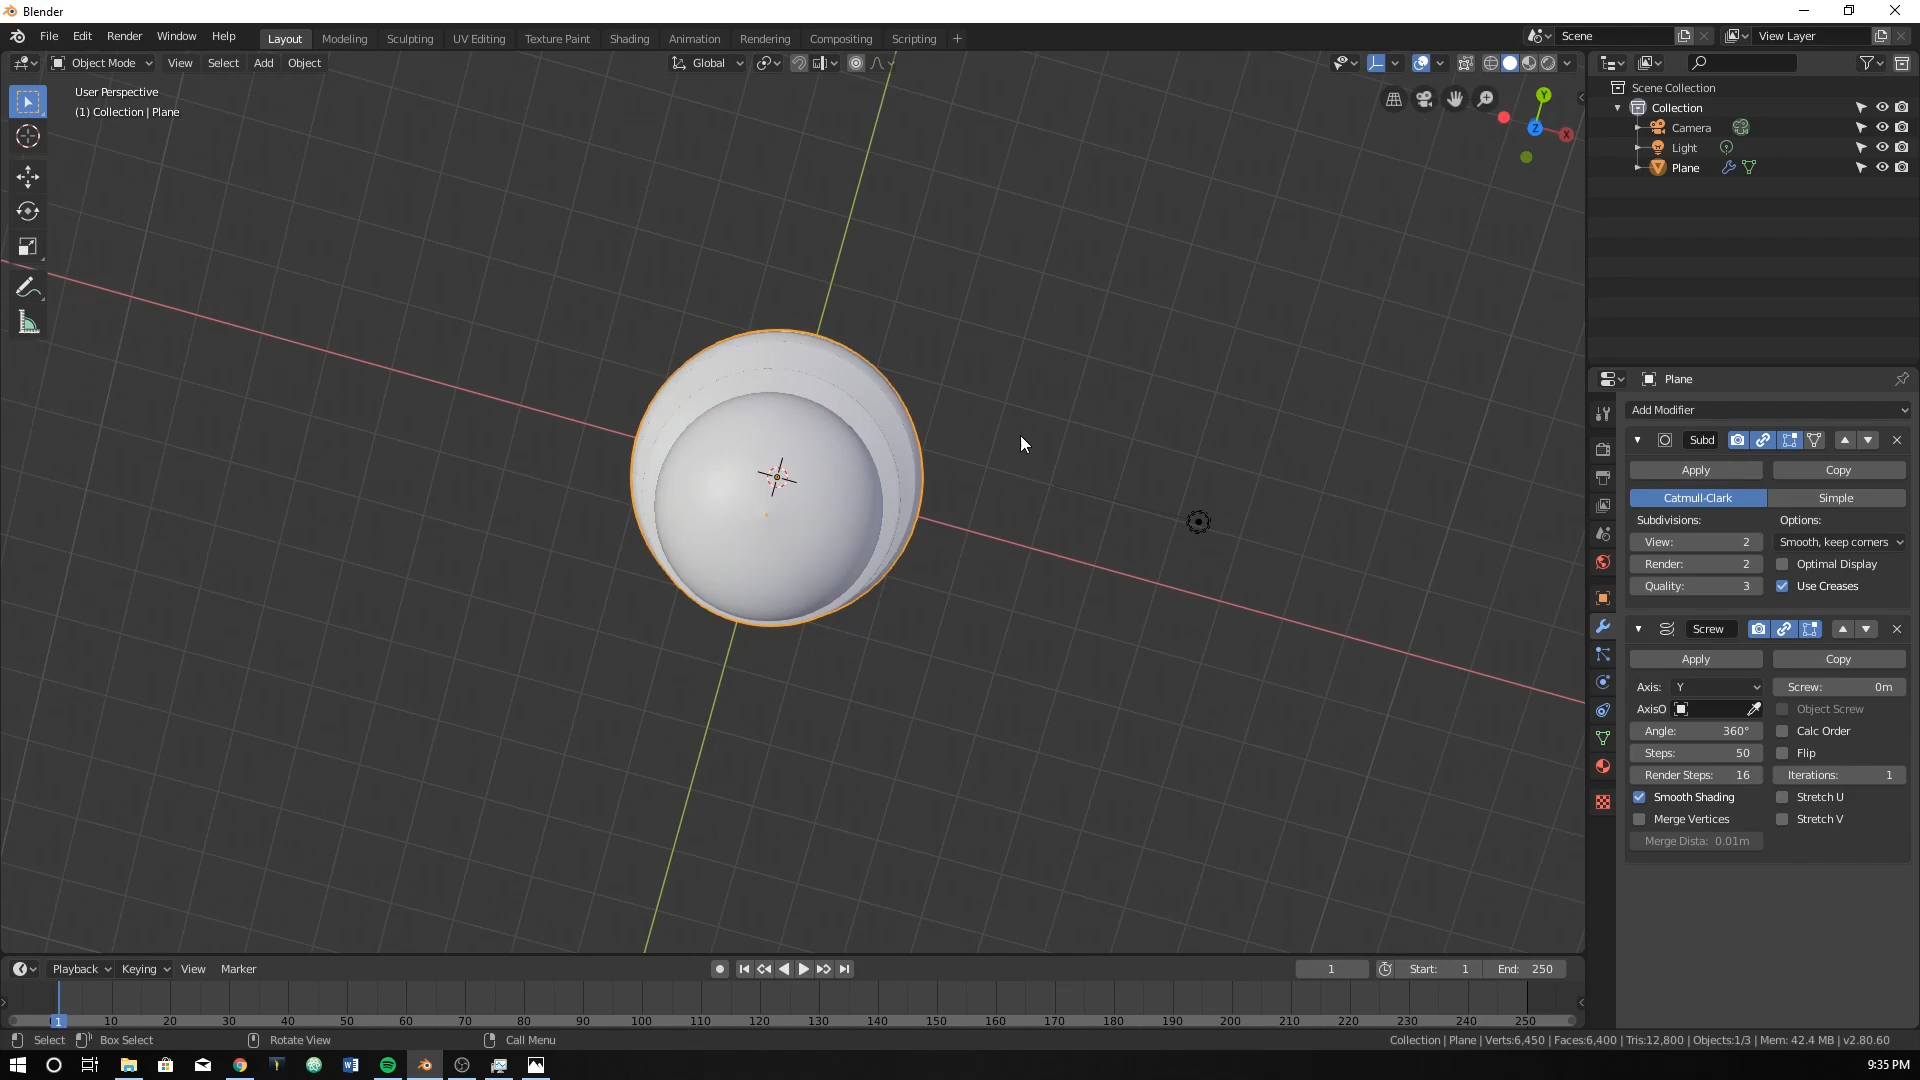 Blender
File Edit Render Window Help Layout Modeling Sculpting UV Editing Texture Paint Shading Animation Rendering Compositing Scripting + Scene View Layer
Object Mode View Select Add Object Global
User Perspective
(1) Collection | Plane
Y
X
Z
Scene Collection
Collection
Camera
Light
Plane
Plane
Add Modifier
Subd
Apply Copy
Catmull-Clark Simple
Subdivisions: Options:
View: 2 Smooth, keep corners
Render: 2 Optimal Display
Quality: 3 Use Creases
Screw
Apply Copy
Axis: Y Screw: 0m
AxisO Object Screw
Angle: 360° Calc Order
Steps: 50 Flip
Render Steps: 16 Iterations: 1
Smooth Shading Stretch U
Merge Vertices Stretch V
Merge Dista: 0.01m
Playback Keying View Marker 1 Start: 1 End: 250
1 10 20 30 40 50 60 70 80 90 100 110 120 130 140 150 160 170 180 190 200 210 220 230 240 250
Select Box Select Rotate View Call Menu Collection | Plane | Verts:6,450 | Faces:6,400 | Tris:12,800 | Objects:1/3 | Mem: 42.4 MB | v2.80.60
9:35 PM